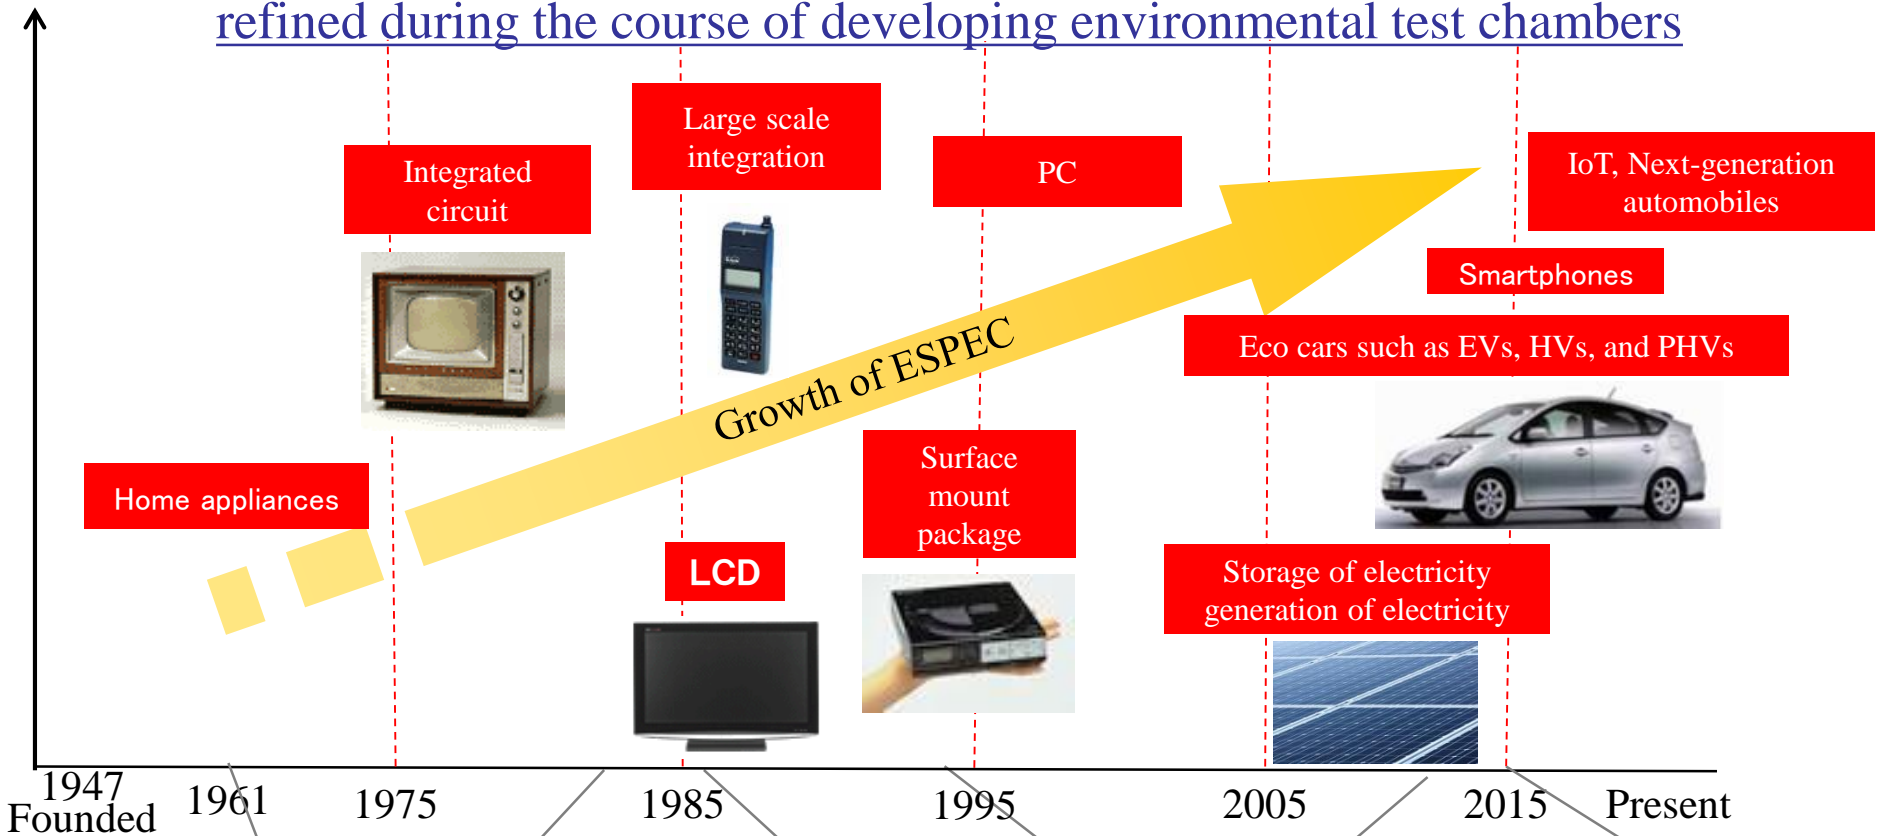 refined during the course of developing environmental test chambers
Large scale
integration
Integrated
circuit
PC
IoT, Next-generation
automobiles
Smartphones
Eco cars such as EVs, HVs, and PHVs
Growth of ESPEC
Home appliances
Surface
mount
package
LCD
Storage of electricity
generation of electricity
1947
Founded
1961
1975
1985
1995
2005
2015
Present